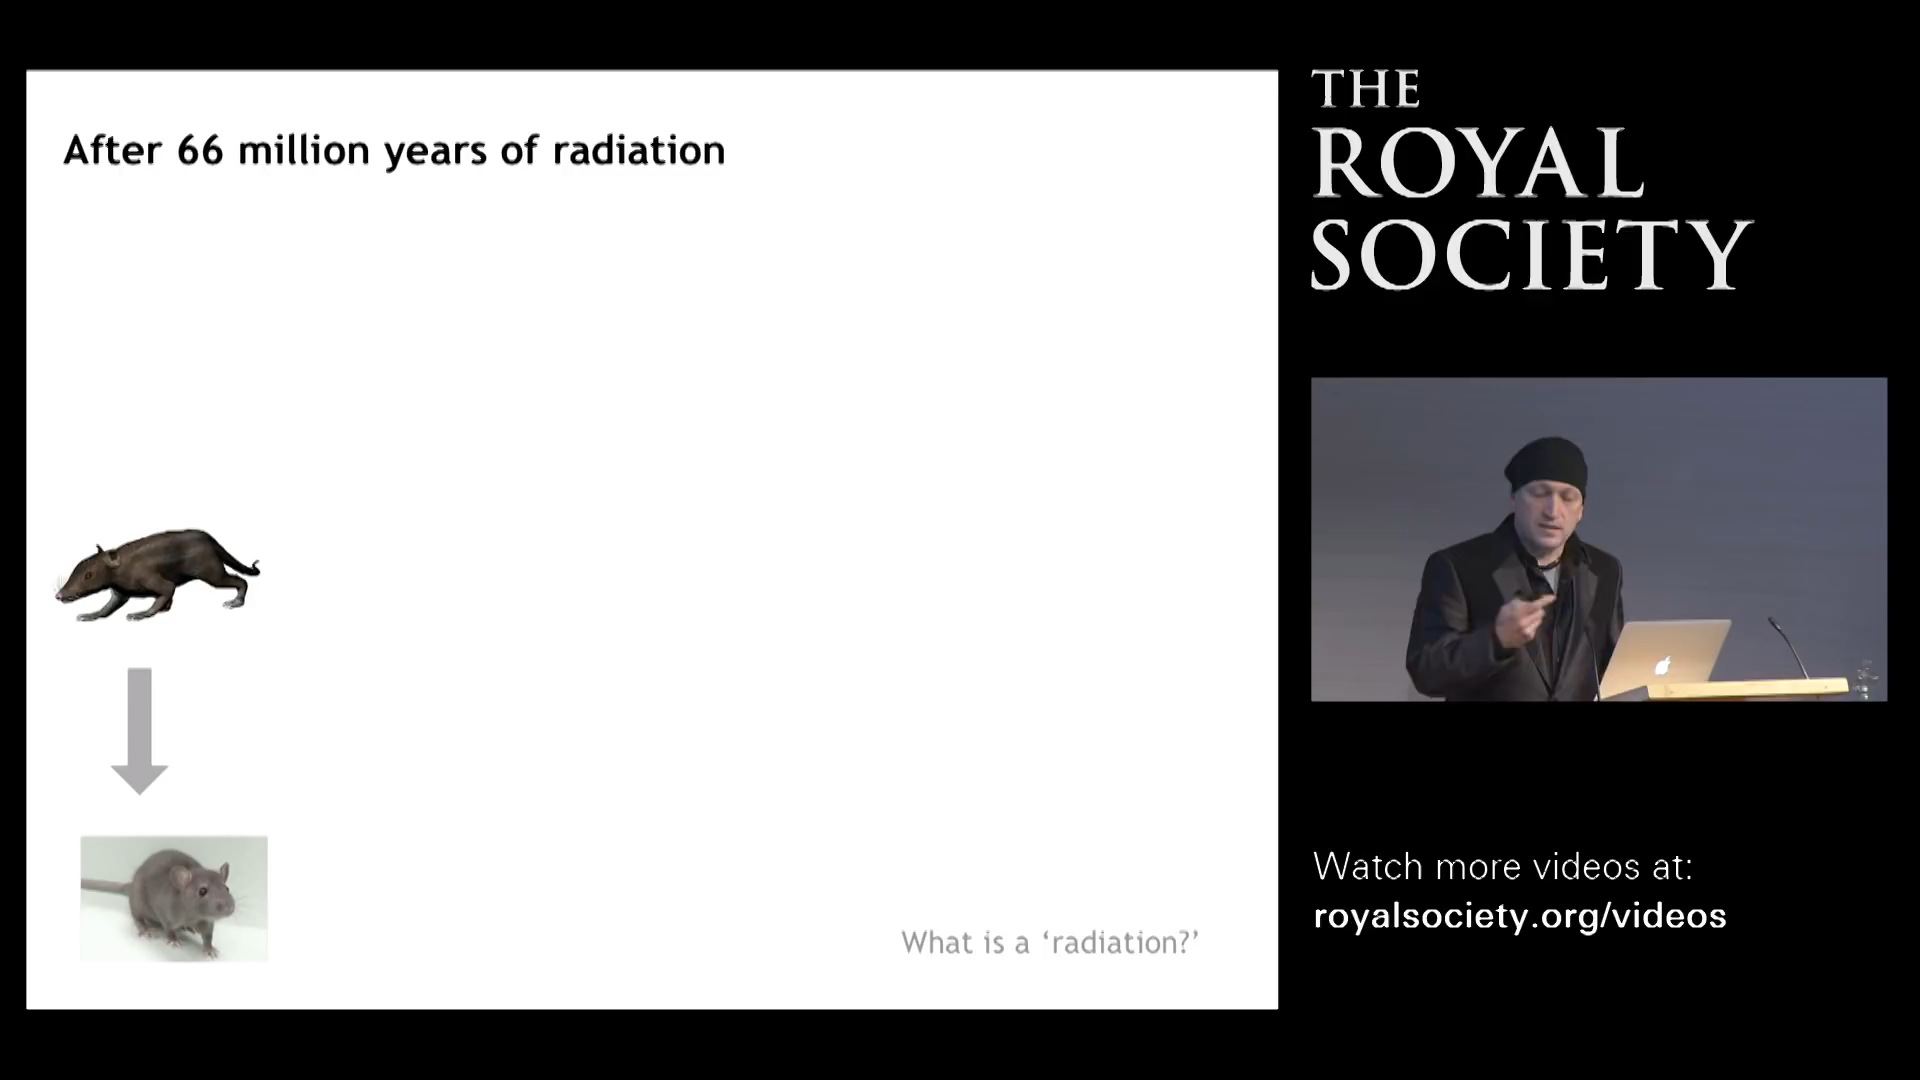 After 66 million years of radiation
What is a ‘radiation?’
THE
ROYAL
SOCIETY
Watch more videos at:
royalsociety.org/videos